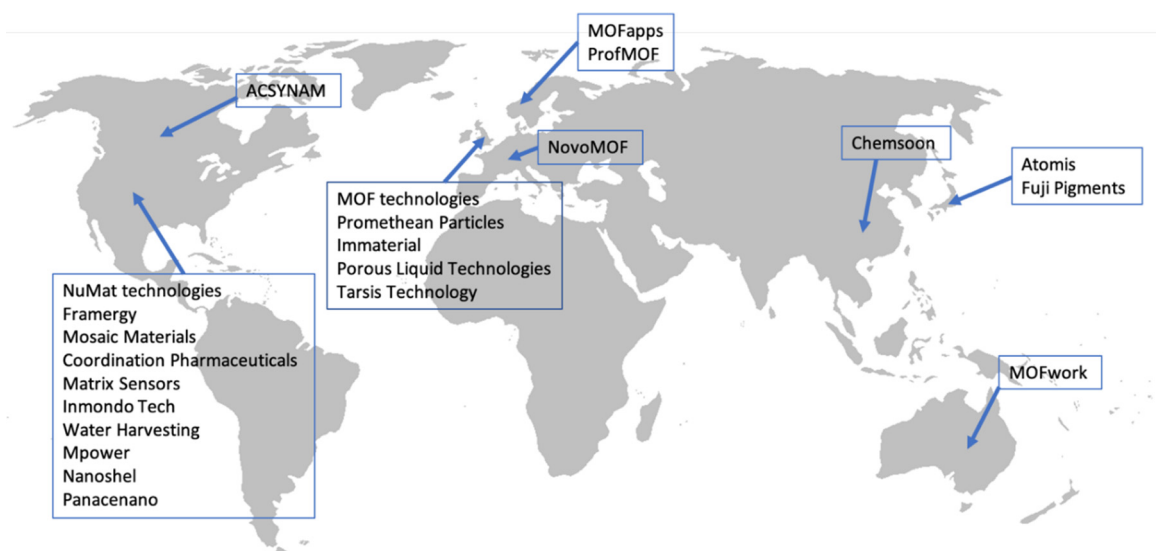 MOFapps
ProfMOF
ACSYNAM
NovoMOF
Chemsoon
Atomis
Fuji Pigments
MOF technologies
Promethean Particles
Immaterial
Porous Liquid Technologies
Tarsis Technology
NuMat technologies
Framergy
Mosaic Materials
Coordination Pharmaceuticals
Matrix Sensors
Inmondo Tech
Water Harvesting
Mpower
Nanoshel
Panacenano
MOFwork